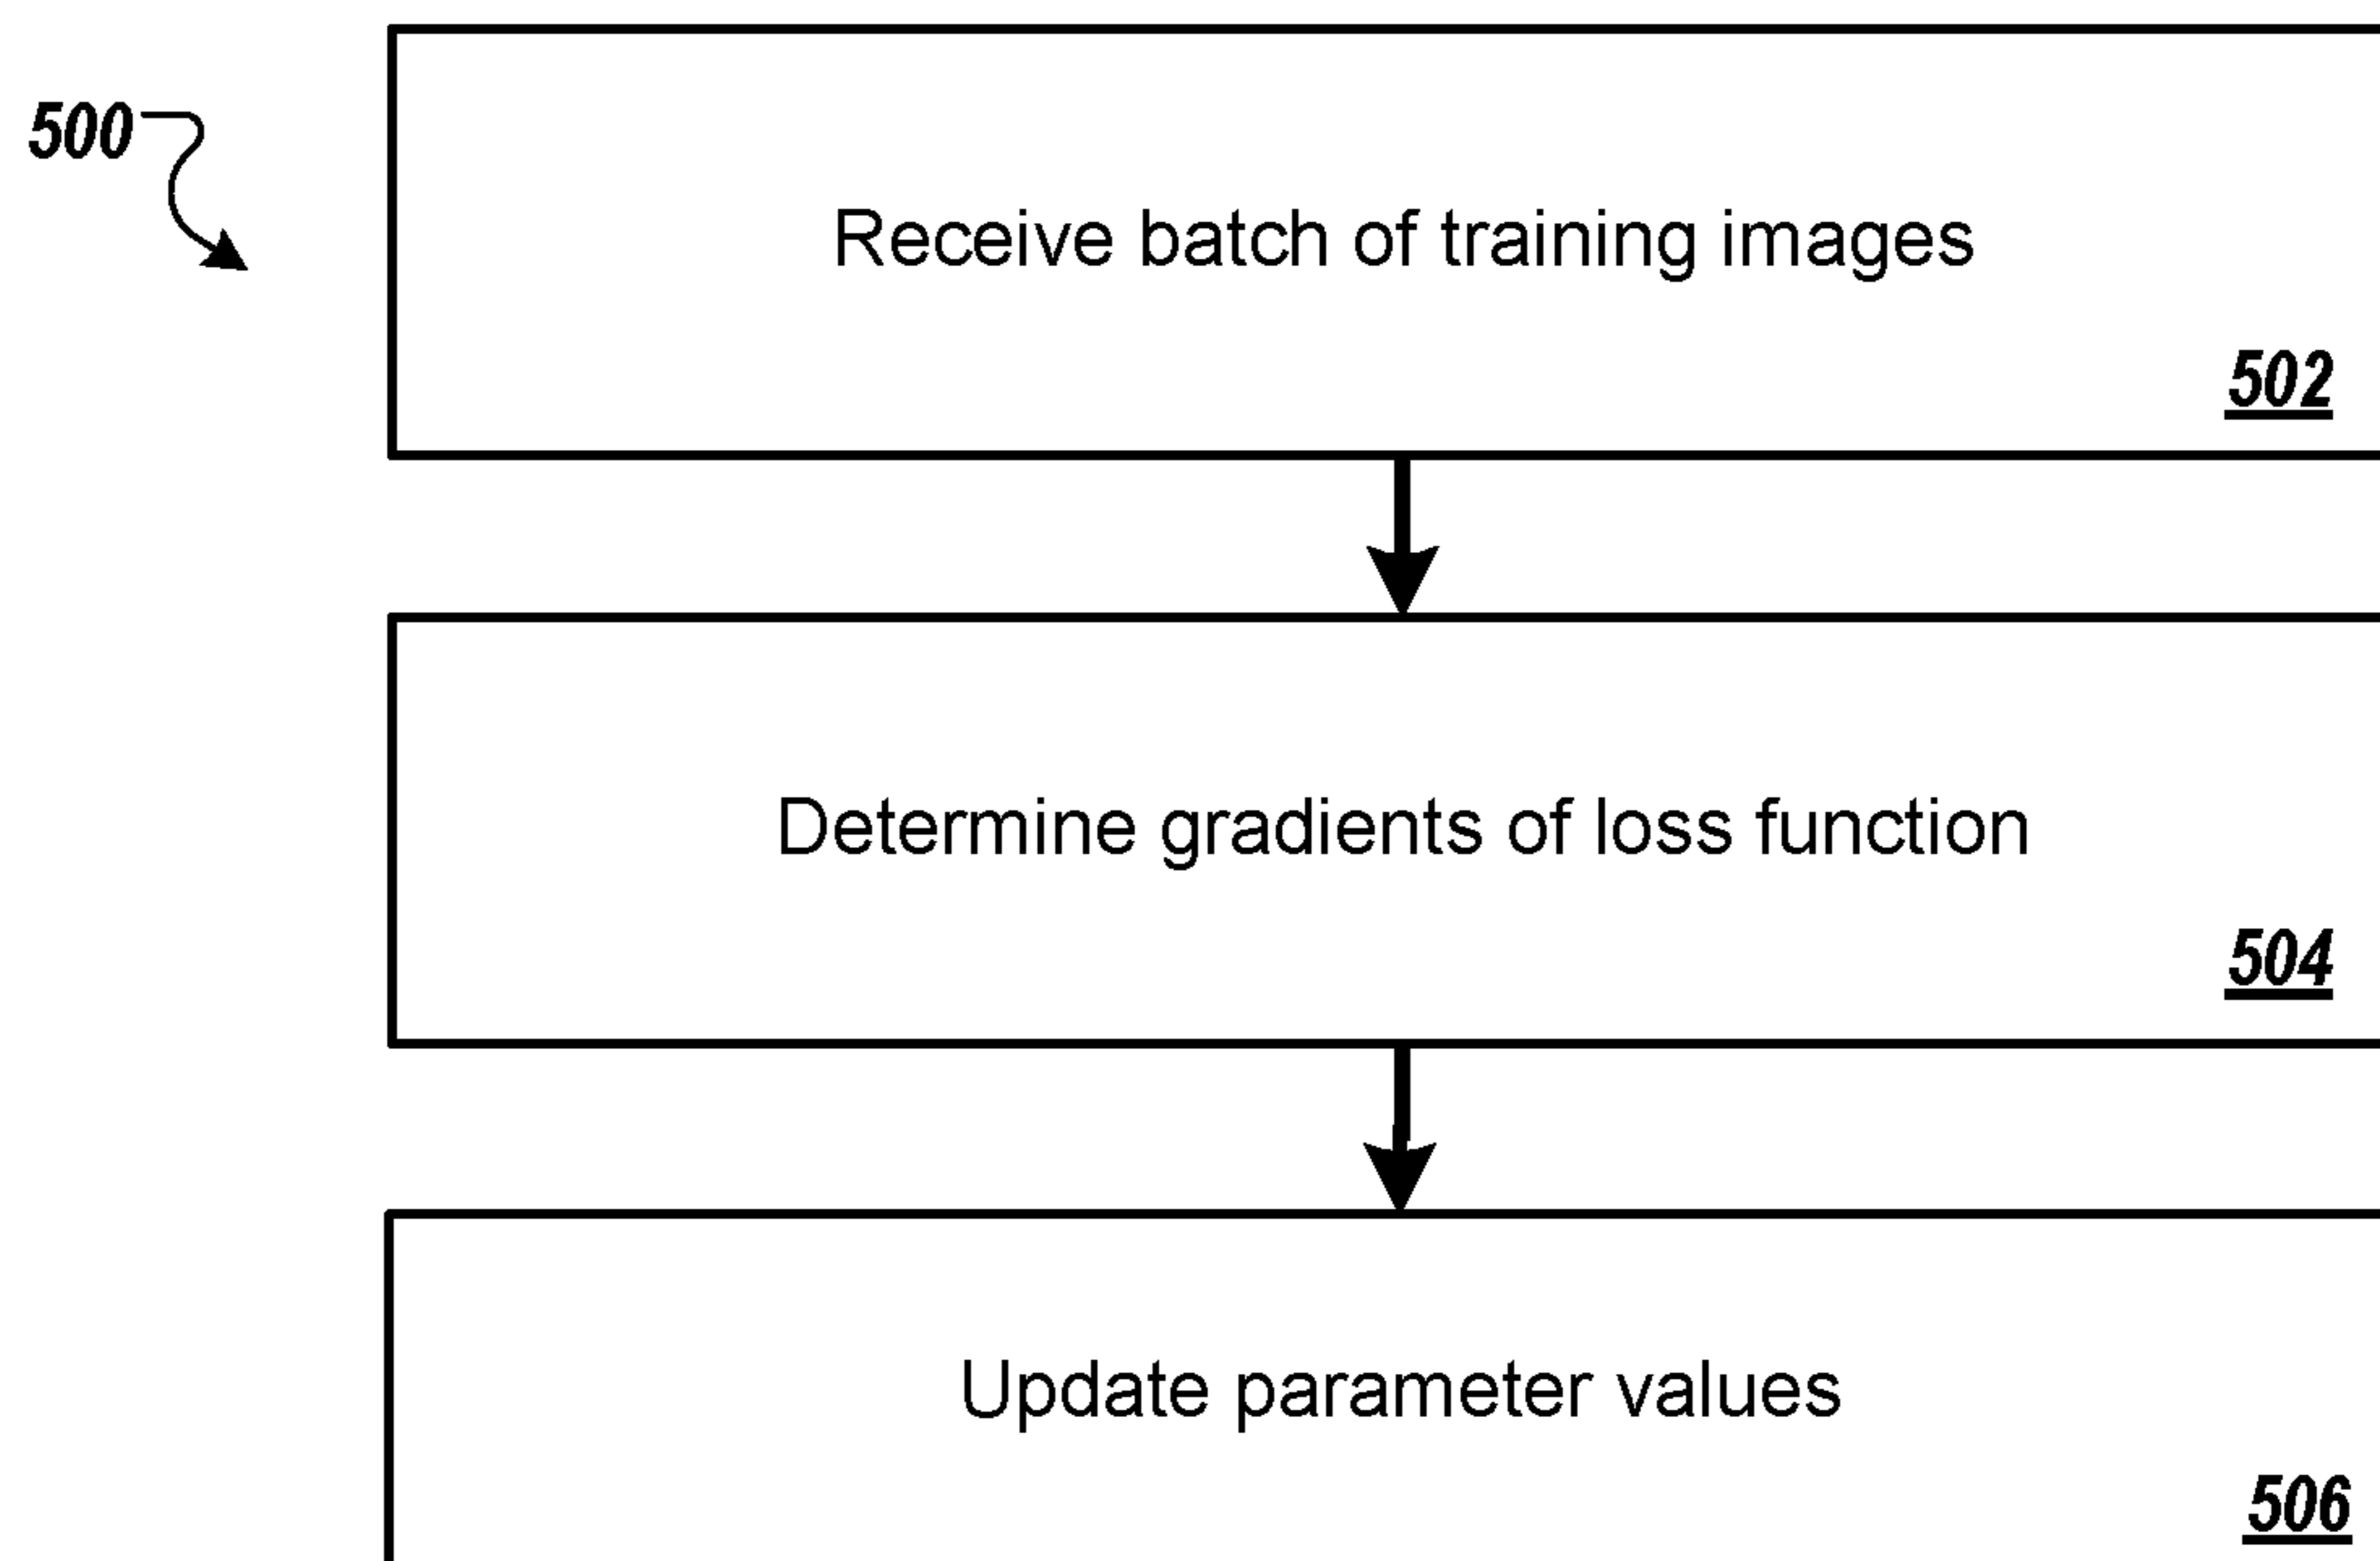 500
Receive batch of training images
502
Determine gradients of loss function
504
Update parameter values
506